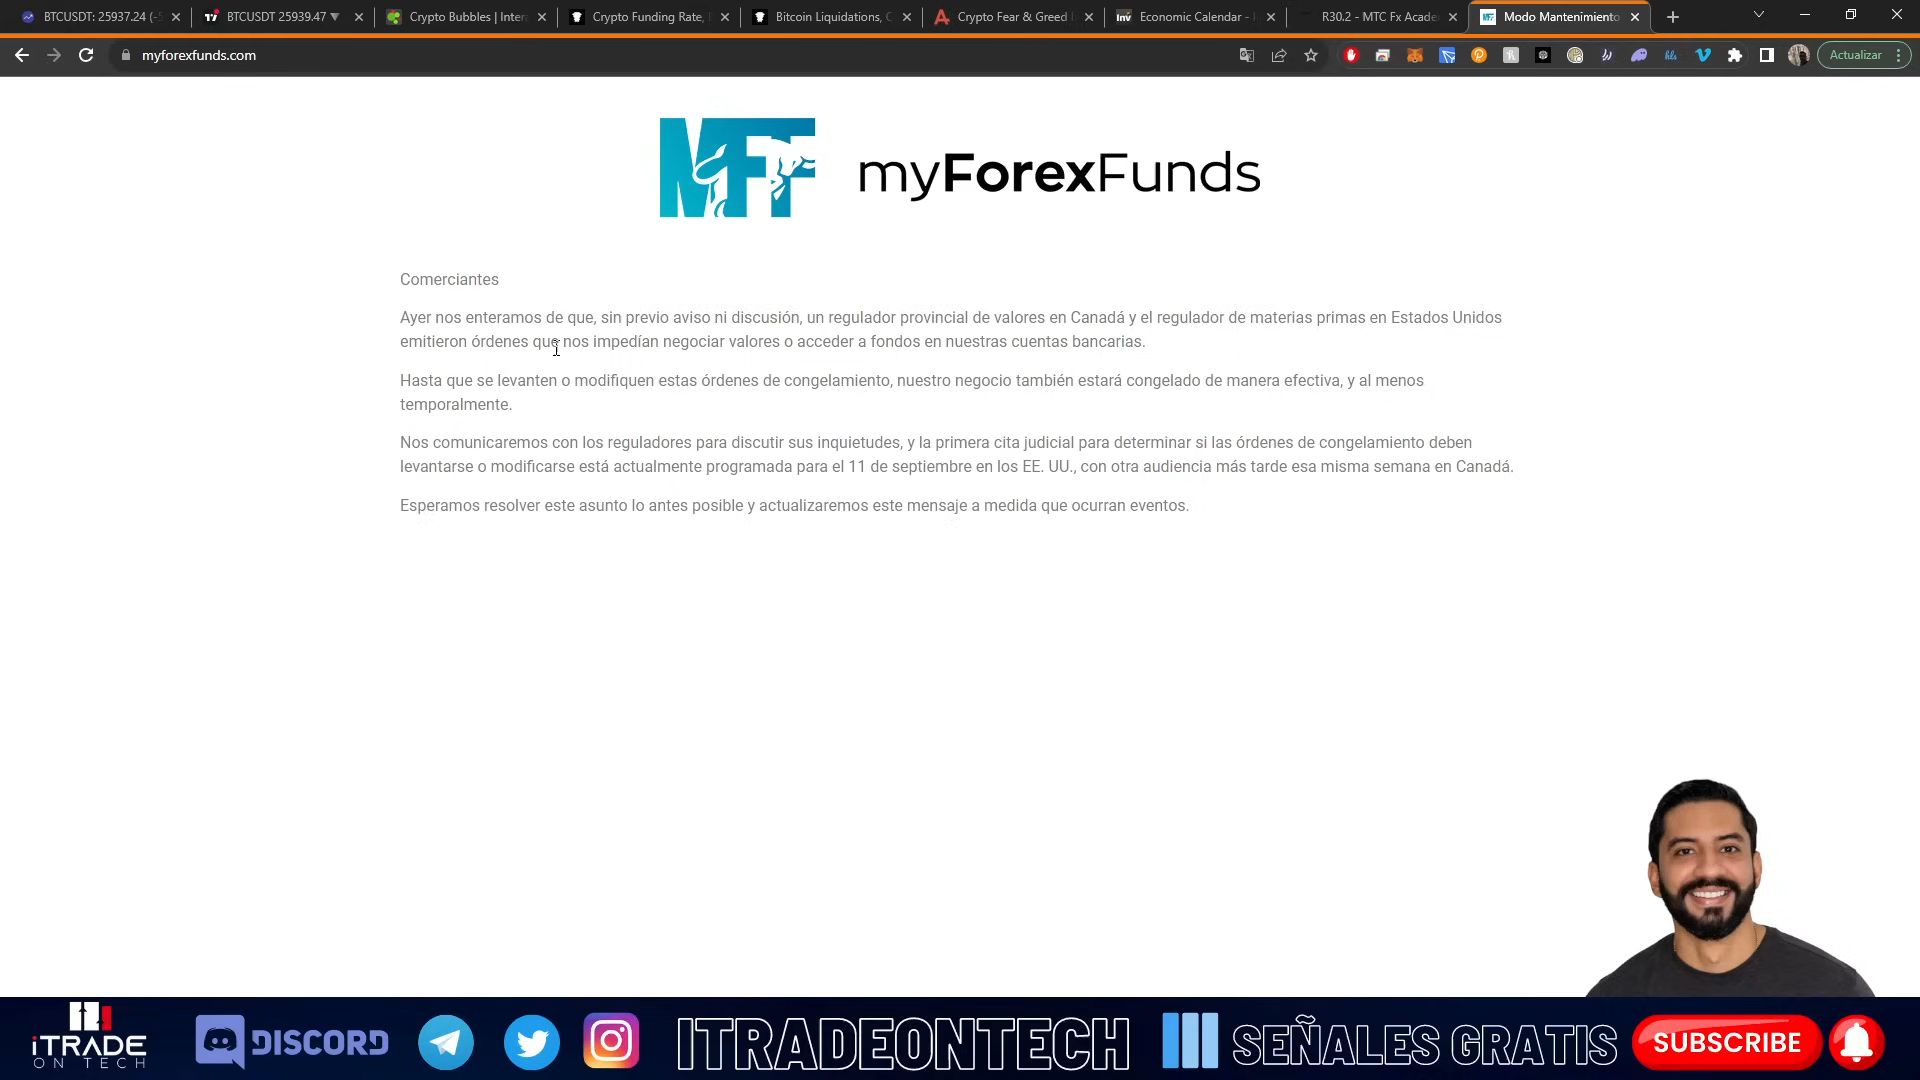 BTCUSDT: 25937.24 (-5
BTCUSDT 25939.47 ▼
Crypto Bubbles | Inter
Crypto Funding Rate,
Bitcoin Liquidations, C
Crypto Fear & Greed
Inv
Economic Calendar -
R30.2 - MTC Fx Acade
Modo Mantenimiento
myforexfunds.com
Actualizar
MFF
myForexFunds
Comerciantes
Ayer nos enteramos de que, sin previo aviso ni discusión, un regulador provincial de valores en Canadá y el regulador de materias primas en Estados Unidos
emitieron órdenes que nos impedían negociar valores o acceder a fondos en nuestras cuentas bancarias.
Hasta que se levanten o modifiquen estas órdenes de congelamiento, nuestro negocio también estará congelado de manera efectiva, y al menos
temporalmente.
Nos comunicaremos con los reguladores para discutir sus inquietudes, y la primera cita judicial para determinar si las órdenes de congelamiento deben
levantarse o modificarse está actualmente programada para el 11 de septiembre en los EE. UU., con otra audiencia más tarde esa misma semana en Canadá.
Esperamos resolver este asunto lo antes posible y actualizaremos este mensaje a medida que ocurran eventos.
iTRADE
ON TECH
DISCORD
ITRADEONTECH
SEÑALES GRATIS
SUBSCRIBE